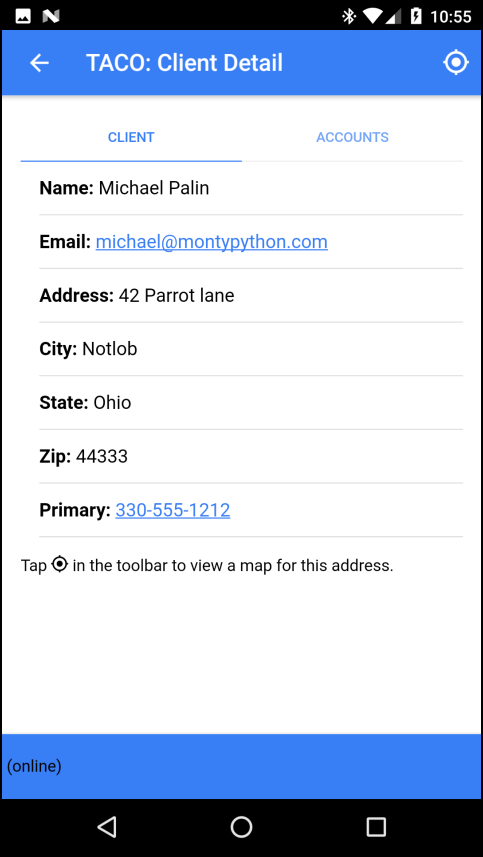 10:55
TACO: Client Detail
CLIENT ACCOUNTS
Name: Michael Palin
Email: michael@montypython.com
Address: 42 Parrot lane
City: Notlob
State: Ohio
Zip: 44333
Primary: 330-555-1212
Tap in the toolbar to view a map for this address.
(online)